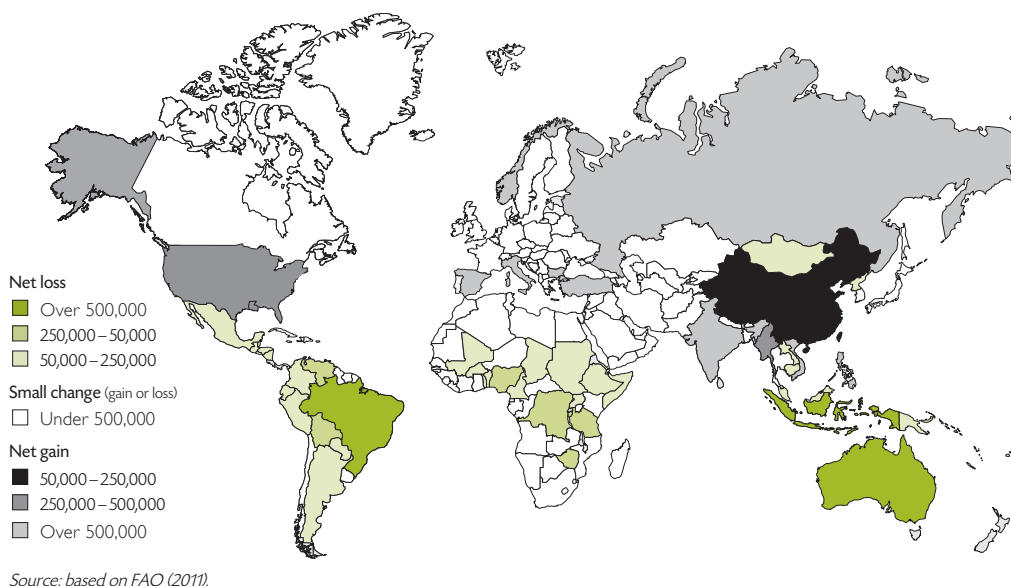 Net loss
Over 500,000
250,000–50,000
50,000–250,000
Small change (gain or loss)
Under 500,000
Net gain
50,000–250,000
250,000–500,000
Over 500,000
Source: based on FAO (2011).